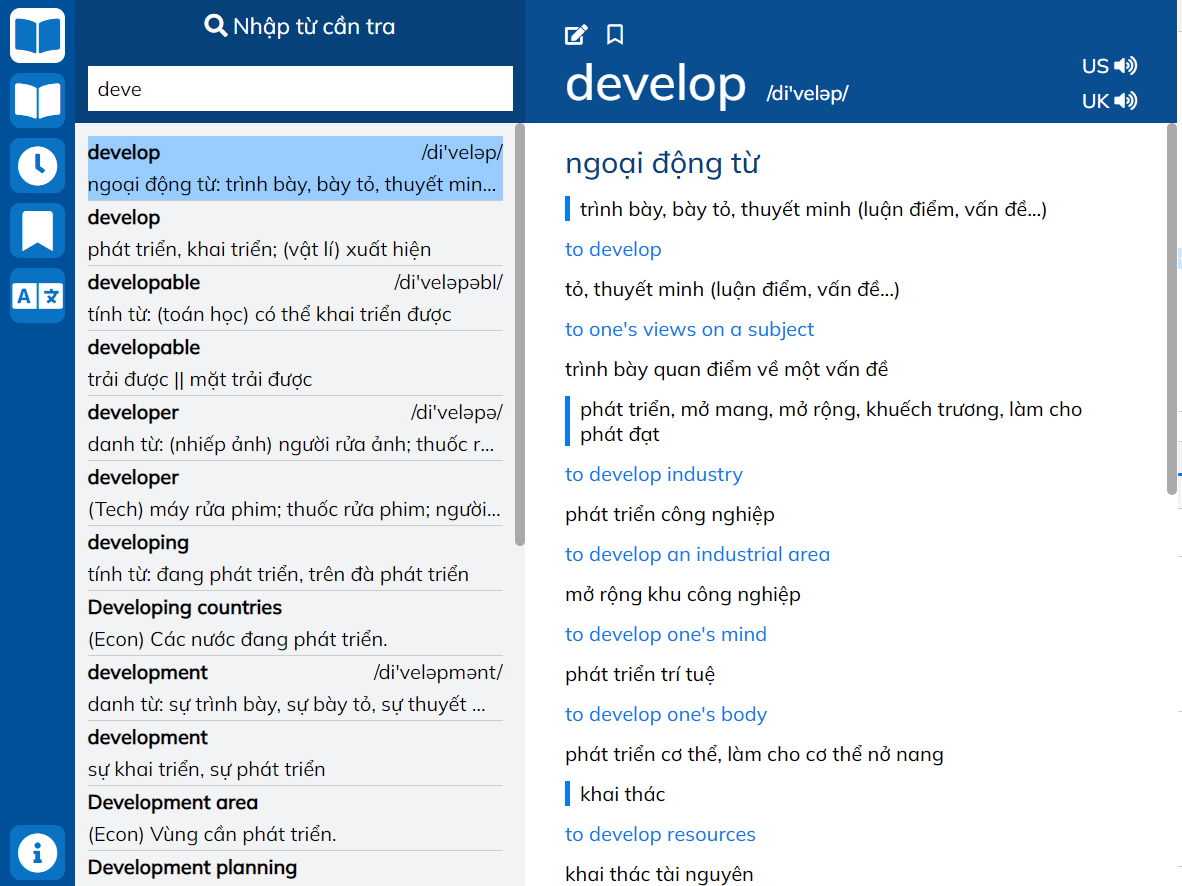 Nhập từ cần tra
deve
develop /di'veləp/
ngoại động từ: trình bày, bày tỏ, thuyết min...
develop
phát triển, khai triển; (vật lí) xuất hiện
developable /di'veləpəbl/
tính từ: (toán học) có thể khai triển được
developable
trải được || mặt trải được
developer /di'veləpə/
danh từ: (nhiếp ảnh) người rửa ảnh; thuốc r...
developer
(Tech) máy rửa phim; thuốc rửa phim; người...
developing
tính từ: đang phát triển, trên đà phát triển
Developing countries
(Econ) Các nước đang phát triển.
development /di'veləpmənt/
danh từ: sự trình bày, sự bày tỏ, sự thuyết ...
development
sự khai triển, sự phát triển
Development area
(Econ) Vùng cần phát triển.
Development planning
develop /di'veləp/
US
UK
ngoại động từ
trình bày, bày tỏ, thuyết minh (luận điểm, vấn đề...)
to develop
tỏ, thuyết minh (luận điểm, vấn đề...)
to one's views on a subject
trình bày quan điểm về một vấn đề
phát triển, mở mang, mở rộng, khuếch trương, làm cho
phát đạt
to develop industry
phát triển công nghiệp
to develop an industrial area
mở rộng khu công nghiệp
to develop one's mind
phát triển trí tuệ
to develop one's body
phát triển cơ thể, làm cho cơ thể nở nang
khai thác
to develop resources
khai thác tài nguyên
A 文